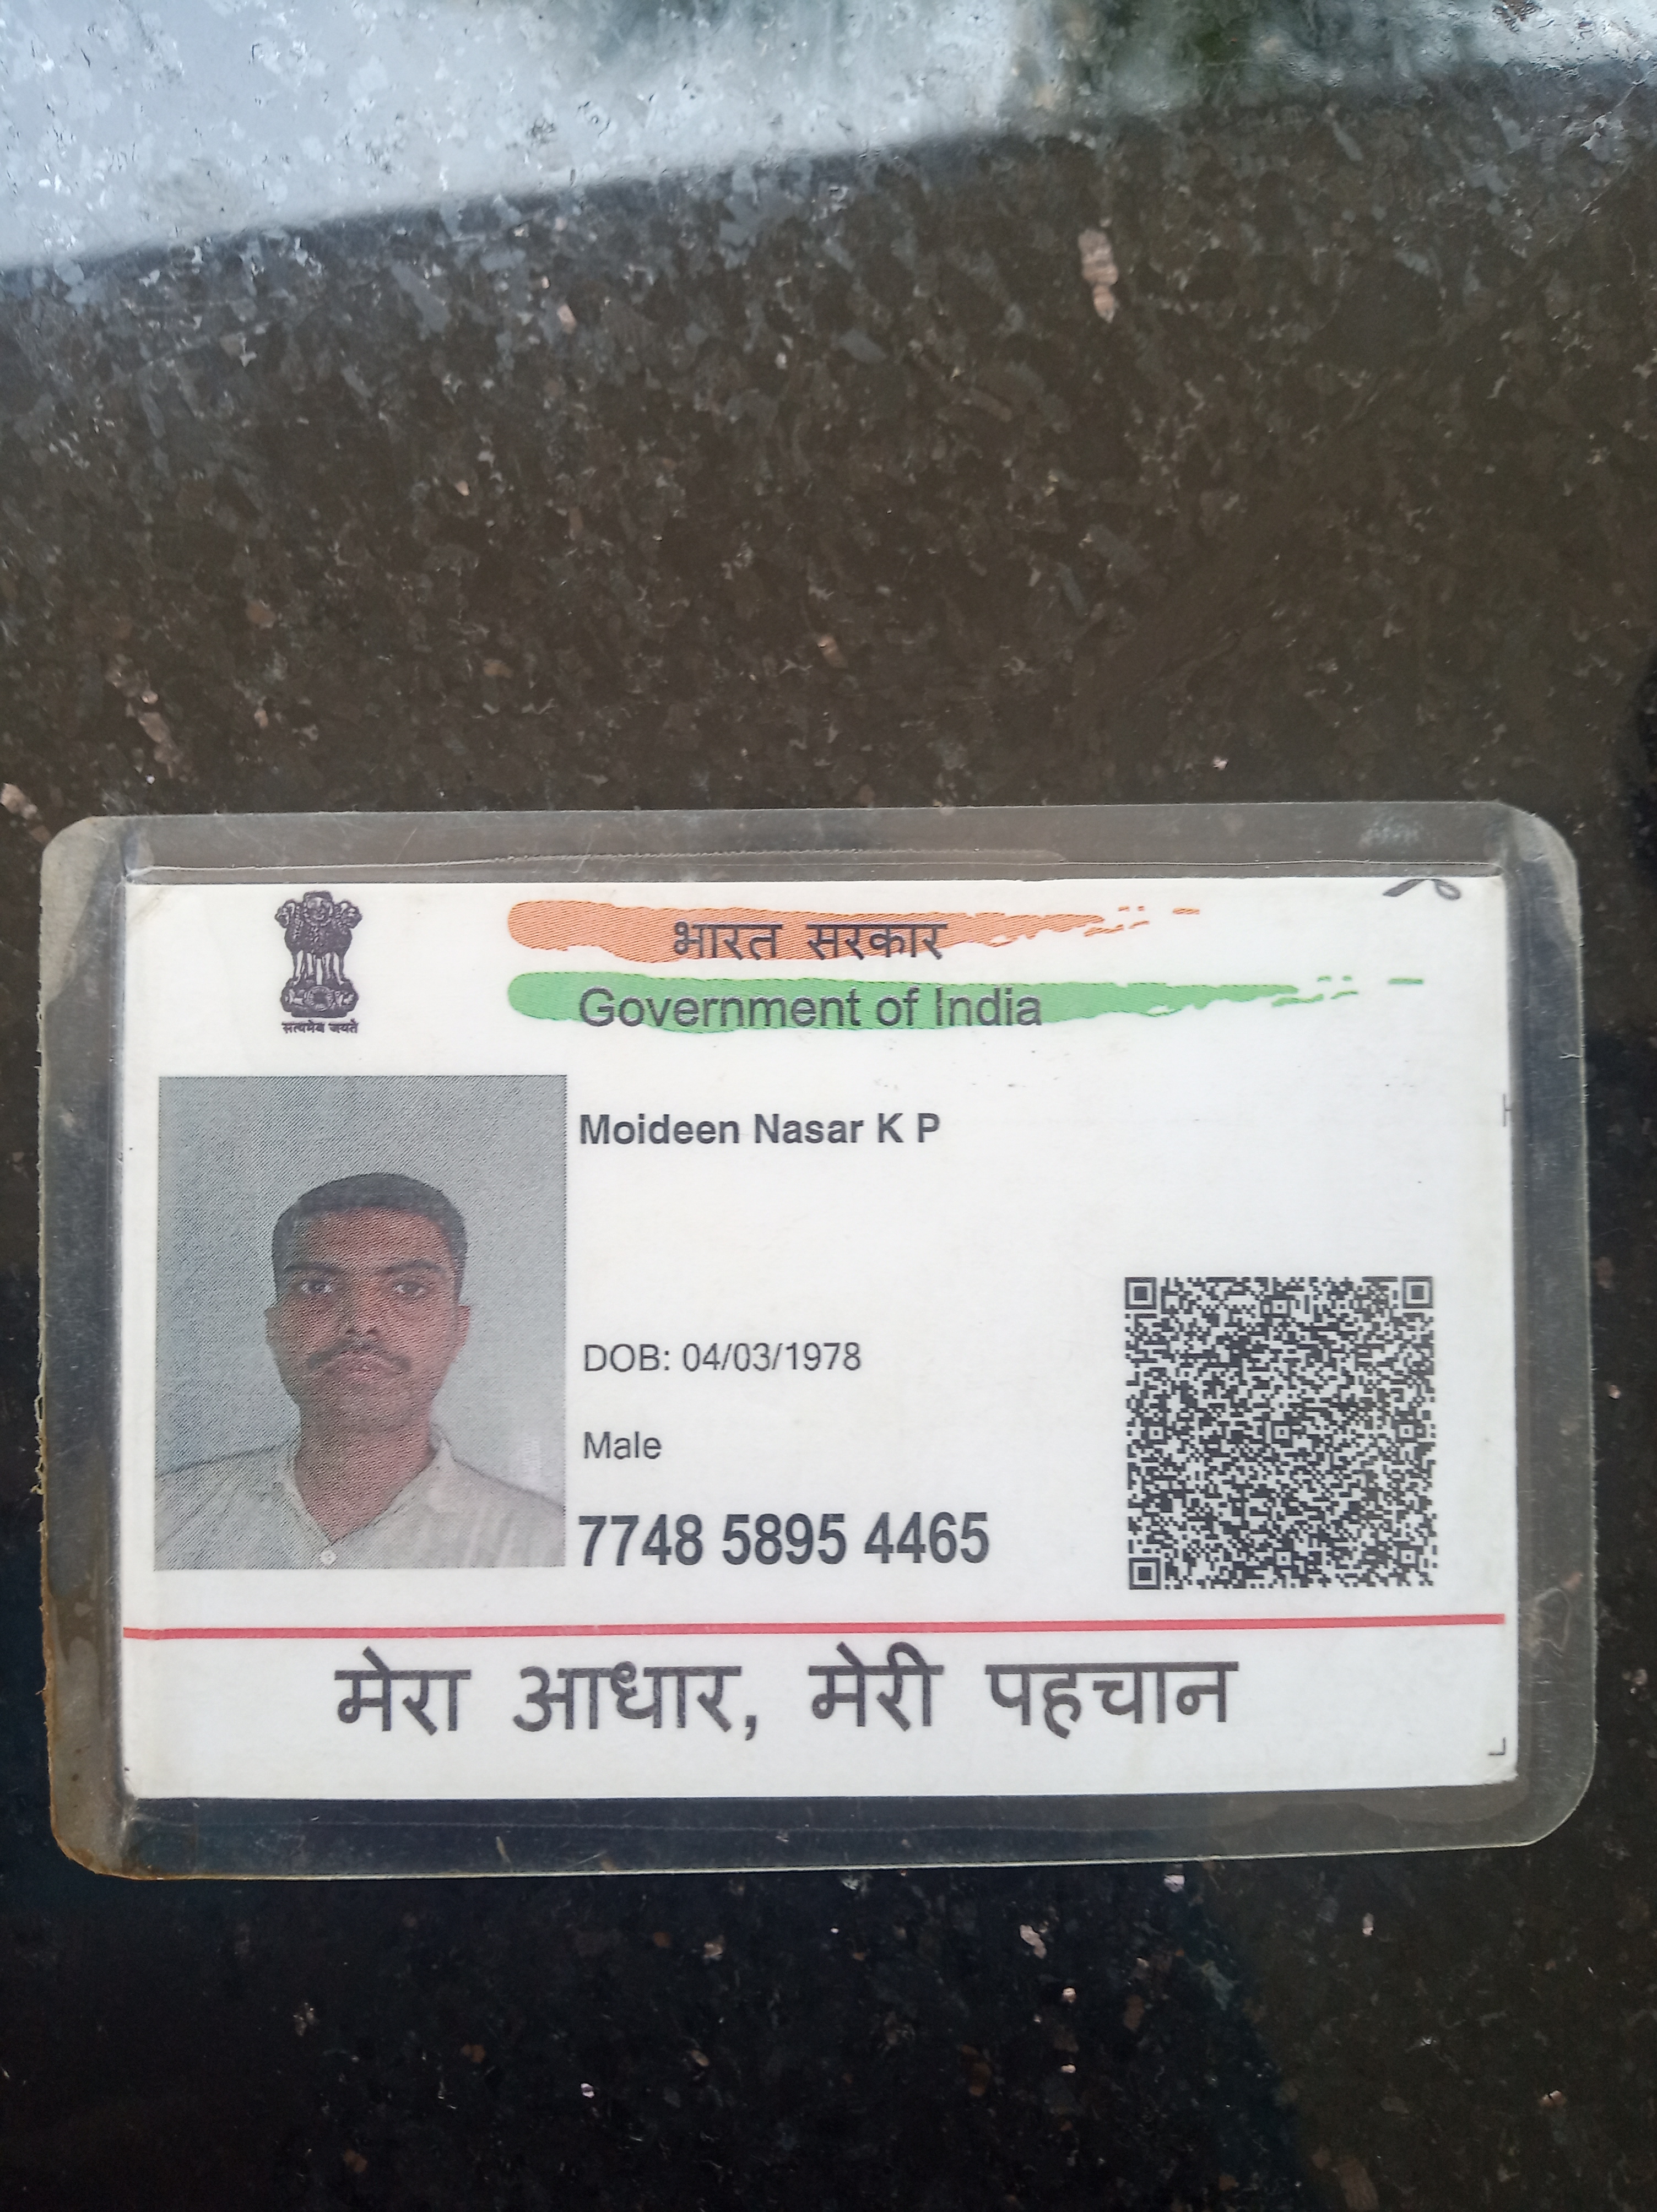 भारत सरकार
Government of India
सत्यमेव जयते
Moideen Nasar K P
DOB: 04/03/1978
Male
7748 5895 4465
मेरा आधार, मेरी पहचान